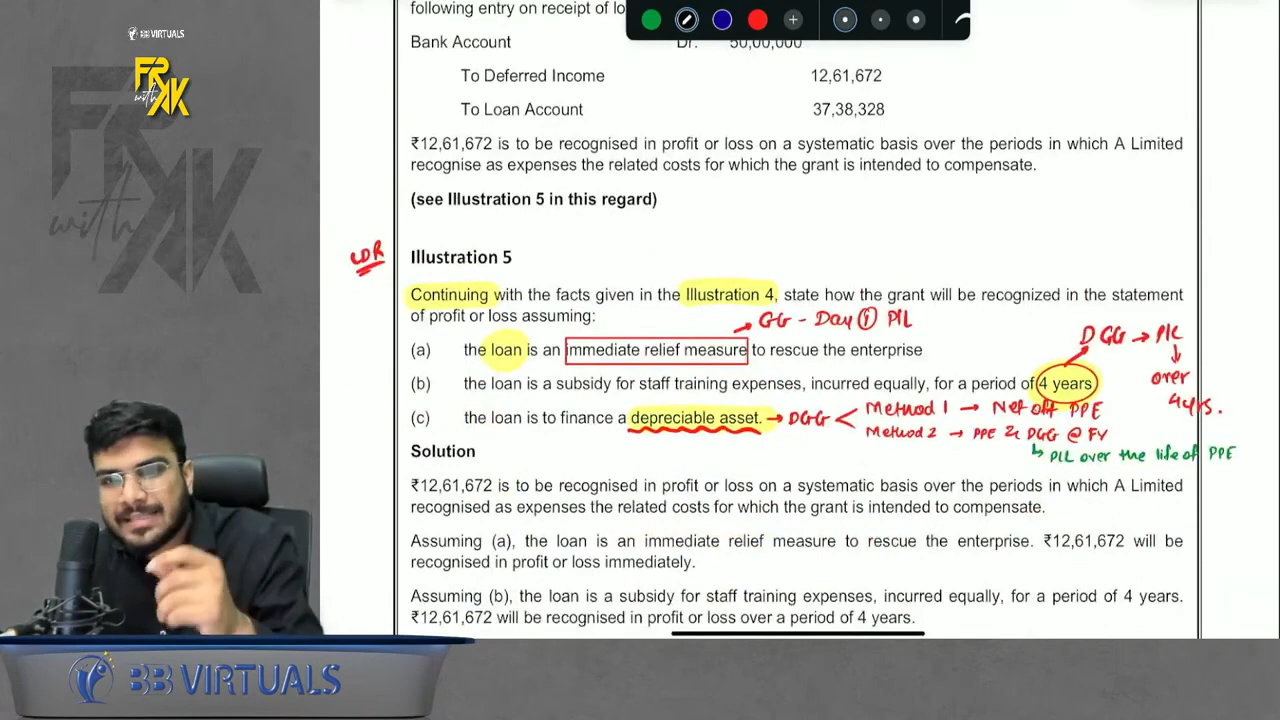 following entry on receipt of lo
BB VIRTUALS
FR
with
AK
Bank Account Dr. 50,00,000
To Deferred Income 12,61,672
To Loan Account 37,38,328
₹12,61,672 is to be recognised in profit or loss on a systematic basis over the periods in which A Limited
recognise as expenses the related costs for which the grant is intended to compensate.
(see Illustration 5 in this regard)
LDR
Illustration 5
Continuing with the facts given in the Illustration 4, state how the grant will be recognized in the statement
of profit or loss assuming:
GG - Day ① P/L
(a) the loan is an immediate relief measure to rescue the enterprise
DGG → P/L
↓
over
4 yrs.
(b) the loan is a subsidy for staff training expenses, incurred equally, for a period of 4 years
(c) the loan is to finance a depreciable asset. → DGG < Method 1 → Net off PPE
Method 2 → PPE & DGG @ FV
↳ P/L over the life of PPE
Solution
₹12,61,672 is to be recognised in profit or loss on a systematic basis over the periods in which A Limited
recognised as expenses the related costs for which the grant is intended to compensate.
Assuming (a), the loan is an immediate relief measure to rescue the enterprise. ₹12,61,672 will be
recognised in profit or loss immediately.
Assuming (b), the loan is a subsidy for staff training expenses, incurred equally, for a period of 4 years.
₹12,61,672 will be recognised in profit or loss over a period of 4 years.
BB VIRTUALS